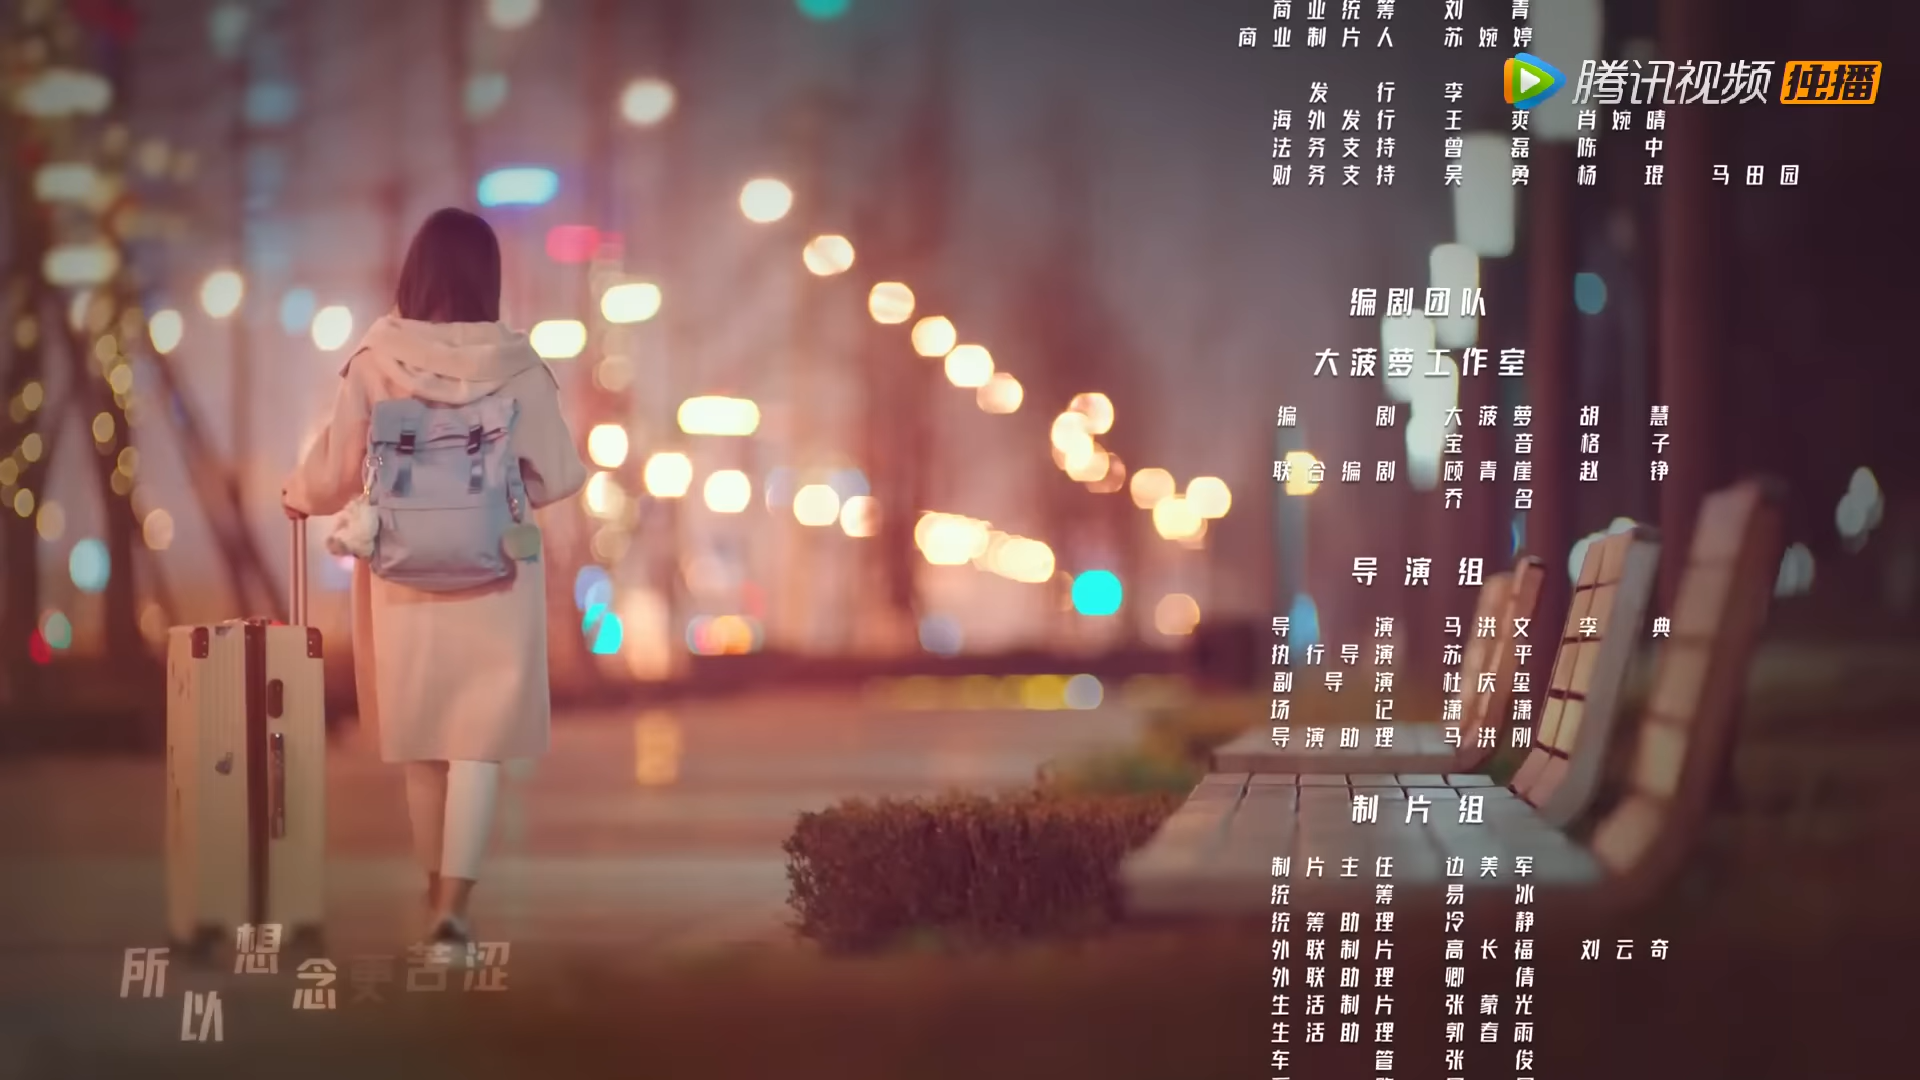 商业统筹 刘青
商业制片人 苏婉婷
腾讯视频 独播
发行 李
海外发行 王爽 肖婉晴
法务支持 曾磊 陈中
财务支持 吴勇 杨琨 马田园
编剧团队
大菠萝工作室
编剧 大菠萝 胡慧
宝音 格子
联合编剧 顾青崖 赵铮
乔名
导演组
导演 马洪文 李典
执行导演 苏平
副导演 杜庆玺
场记 潇潇
导演助理 马洪刚
制片组
制片主任 边美军
统筹 易冰
统筹助理 冷静
外联制片 高长福 刘云奇
外联助理 卿倩
生活制片 张蒙光
生活助理 郭春雨
车管 张俊
所以想念更苦涩